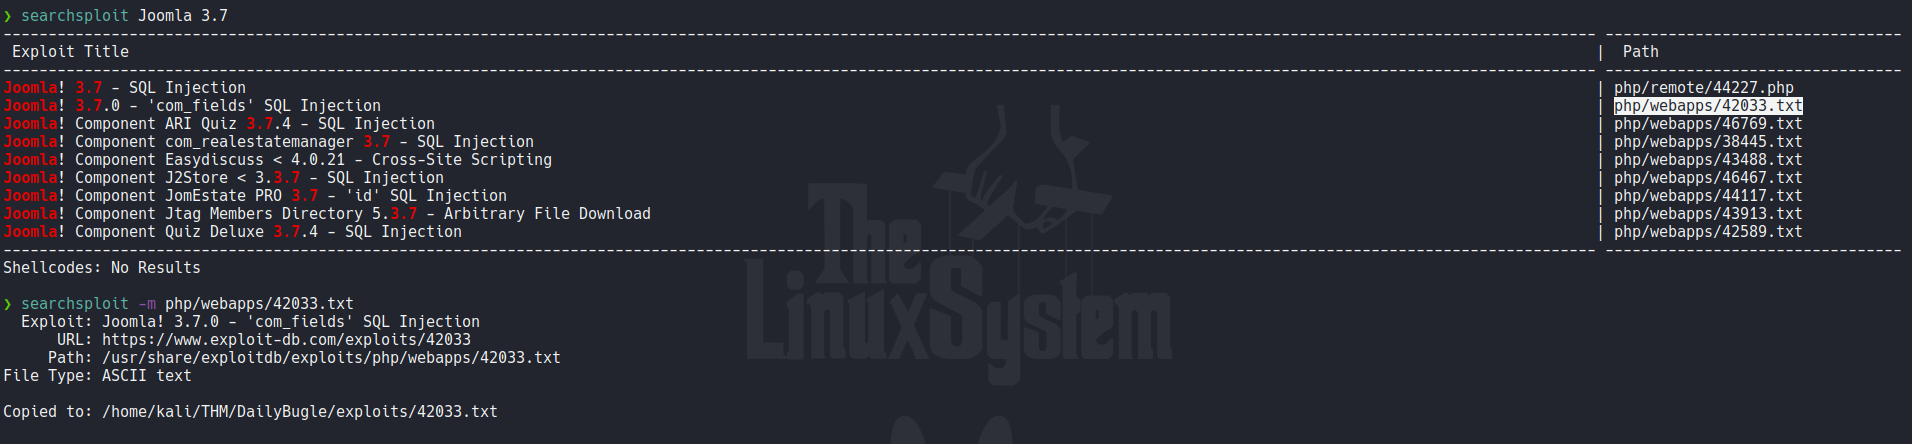 ❯ searchsploit Joomla 3.7
------------------------------------------------------------ ---------------------------------
Exploit Title | Path
------------------------------------------------------------ ---------------------------------
Joomla! 3.7 - SQL Injection | php/remote/44227.php
Joomla! 3.7.0 - 'com_fields' SQL Injection | php/webapps/42033.txt
Joomla! Component ARI Quiz 3.7.4 - SQL Injection | php/webapps/46769.txt
Joomla! Component com_realestatemanager 3.7 - SQL Injection | php/webapps/38445.txt
Joomla! Component Easydiscuss < 4.0.21 - Cross-Site Scripting | php/webapps/43488.txt
Joomla! Component J2Store < 3.3.7 - SQL Injection | php/webapps/46467.txt
Joomla! Component JomEstate PRO 3.7 - 'id' SQL Injection | php/webapps/44117.txt
Joomla! Component Jtag Members Directory 5.3.7 - Arbitrary File Download | php/webapps/43913.txt
Joomla! Component Quiz Deluxe 3.7.4 - SQL Injection | php/webapps/42589.txt
------------------------------------------------------------ ---------------------------------
Shellcodes: No Results
❯ searchsploit -m php/webapps/42033.txt
Exploit: Joomla! 3.7.0 - 'com_fields' SQL Injection
URL: https://www.exploit-db.com/exploits/42033
Path: /usr/share/exploitdb/exploits/php/webapps/42033.txt
File Type: ASCII text
Copied to: /home/kali/THM/DailyBugle/exploits/42033.txt
The
LinuxSystem